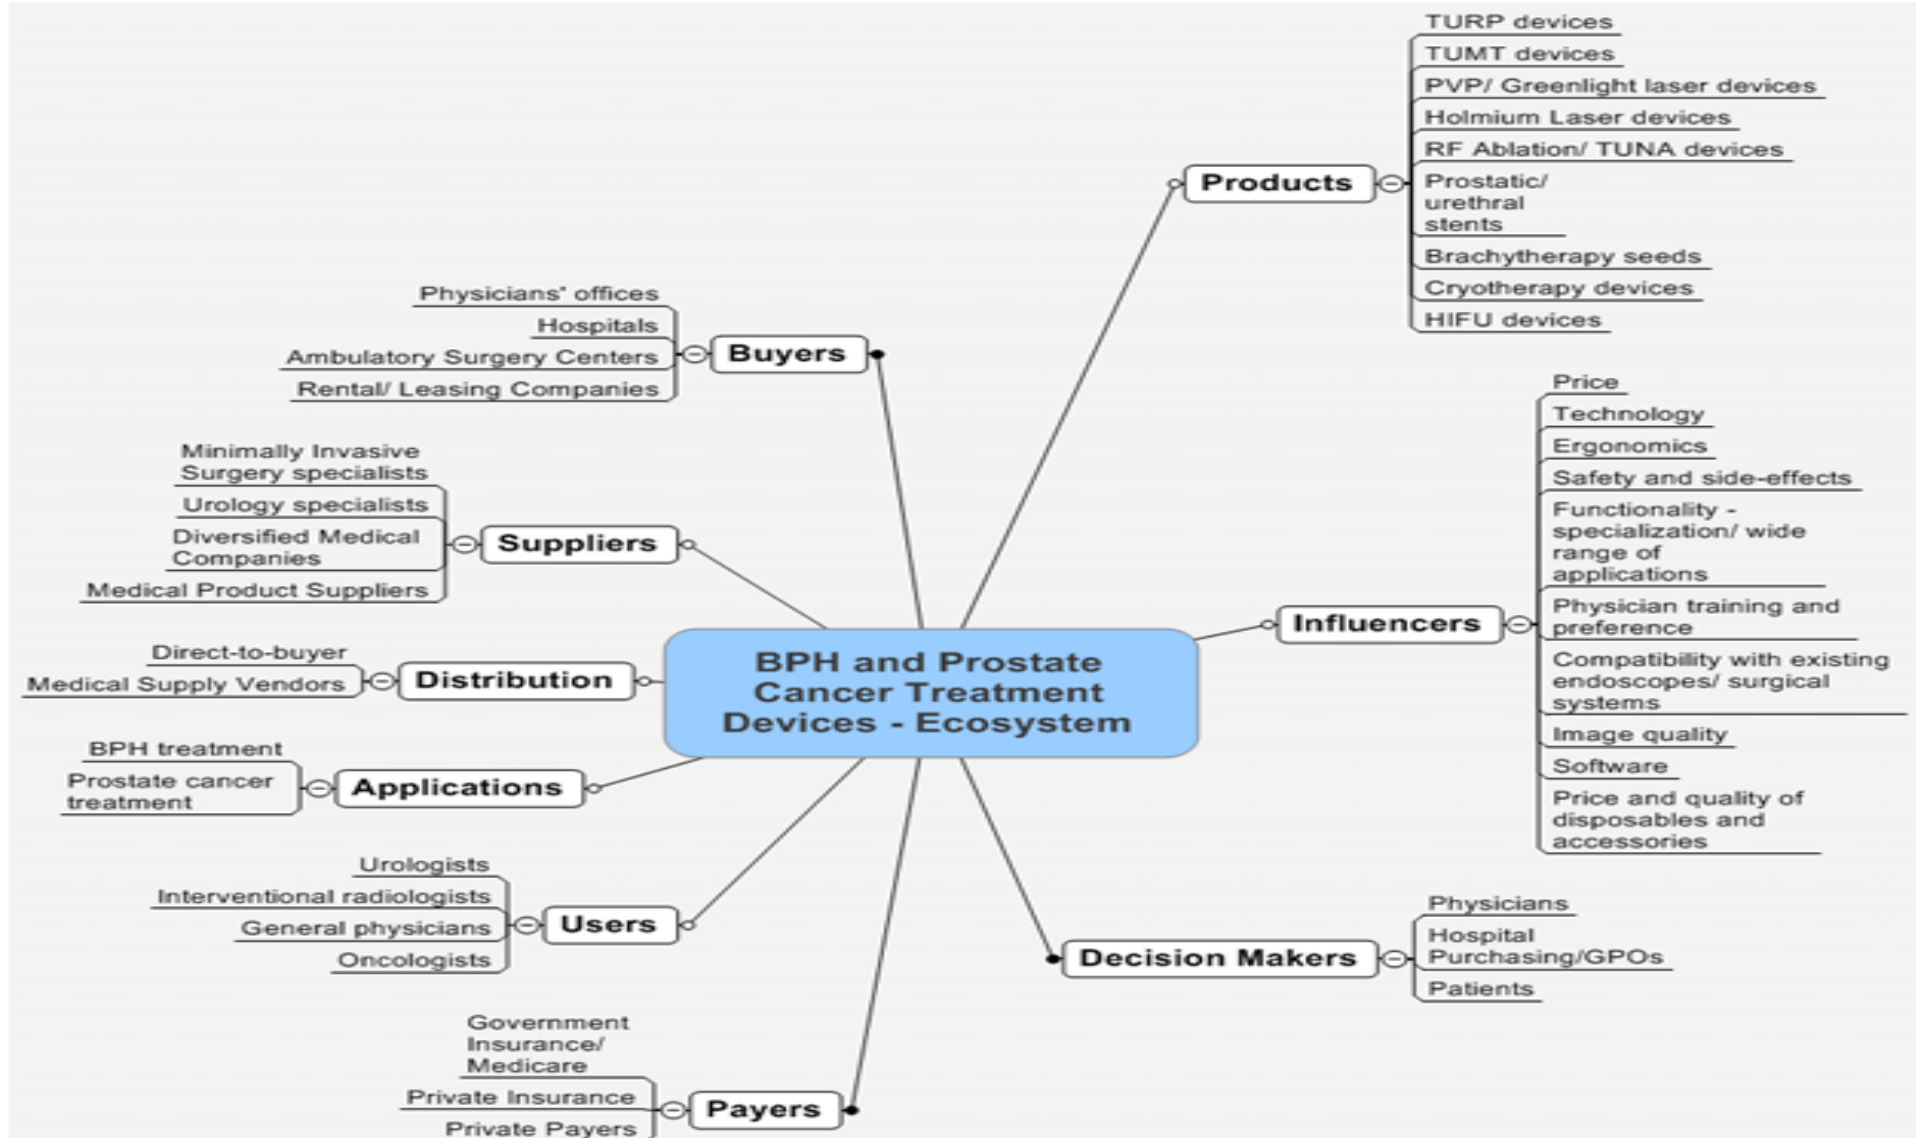 TURP devices
TUMT devices
PVP/ Greenlight laser devices
Holmium Laser devices
RF Ablation/ TUNA devices
Products
Prostatic/
urethral
stents
Brachytherapy seeds
Cryotherapy devices
HIFU devices
Physicians' offices
Hospitals
Ambulatory Surgery Centers
Rental/ Leasing Companies
Buyers
Price
Technology
Ergonomics
Safety and side-effects
Functionality -
specialization/ wide
range of
applications
Physician training and
preference
Compatibility with existing
endoscopes/ surgical
systems
Image quality
Software
Price and quality of
disposables and
accessories
Influencers
Minimally Invasive
Surgery specialists
Urology specialists
Diversified Medical
Companies
Medical Product Suppliers
Suppliers
BPH and Prostate
Cancer Treatment
Devices - Ecosystem
Direct-to-buyer
Medical Supply Vendors
Distribution
BPH treatment
Prostate cancer
treatment
Applications
Urologists
Interventional radiologists
General physicians
Oncologists
Users
Physicians
Hospital
Purchasing/GPOs
Patients
Decision Makers
Government
Insurance/
Medicare
Private Insurance
Private Payers
Payers